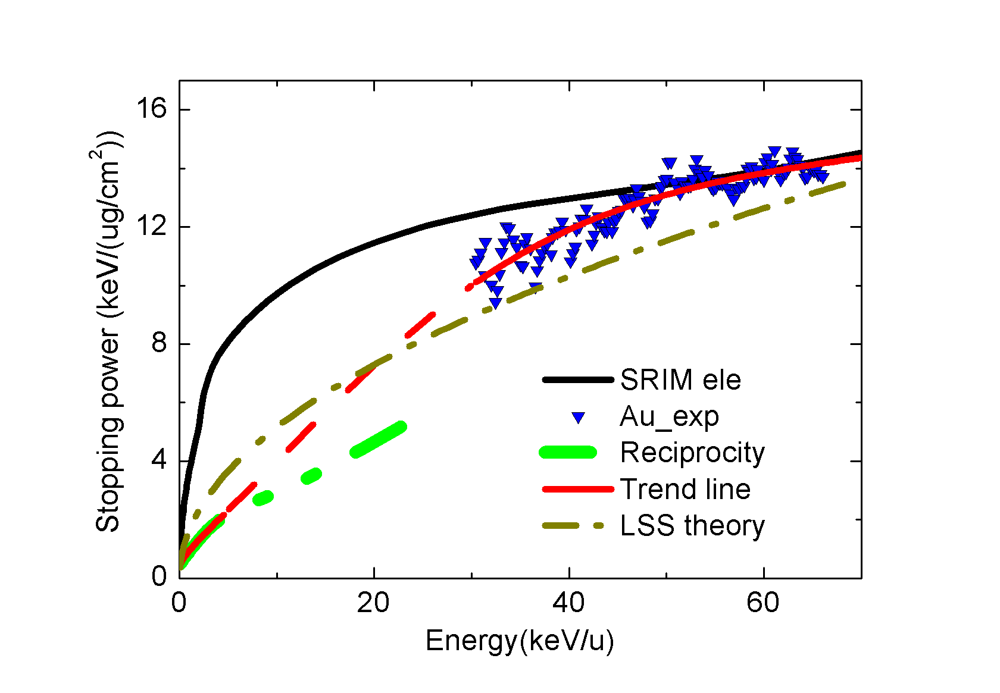 Stopping power (keV/(ug/cm²))
16
12
8
4
0
0 20 40 60
Energy(keV/u)
SRIM ele
Au_exp
Reciprocity
Trend line
LSS theory